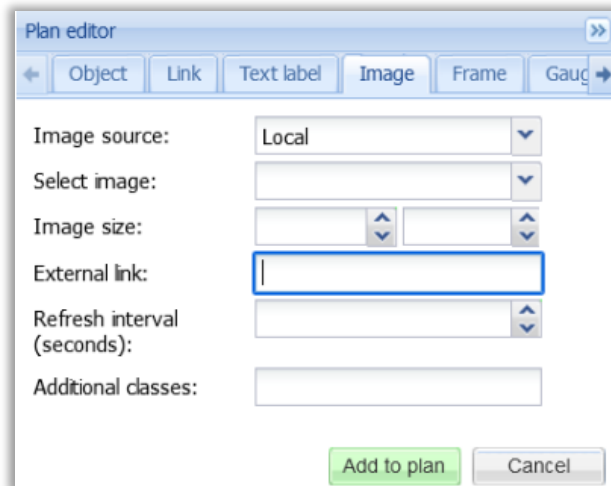 Plan editor
Object Link Text label Image Frame Gaug
Image source: Local
Select image:
Image size:
External link:
Refresh interval
(seconds):
Additional classes:
Add to plan Cancel